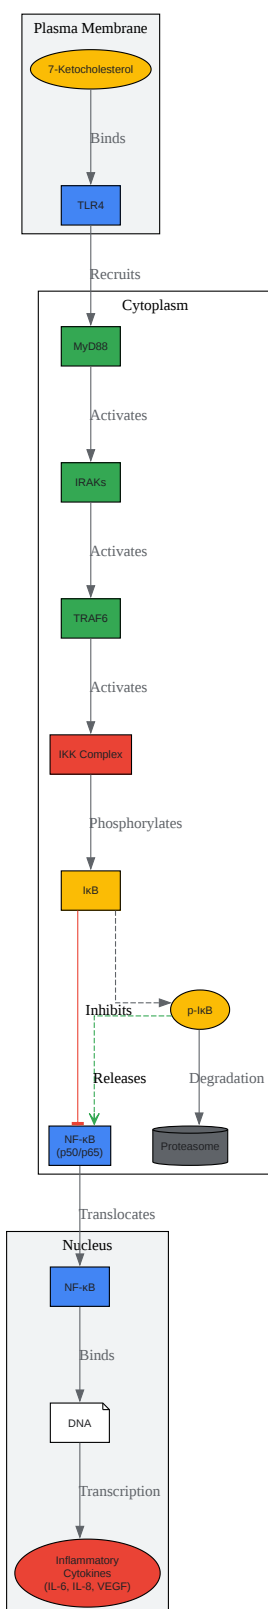 Plasma Membrane
7-Ketocholesterol
Binds
TLR4
Recruits
Cytoplasm
MyD88
Activates
IRAKs
Activates
TRAF6
Activates
IKK Complex
Phosphorylates
IκB
p-IκB
Inhibits
Releases
Degradation
NF-κB
(p50/p65)
Proteasome
Translocates
Nucleus
NF-κB
Binds
DNA
Transcription
Inflammatory
Cytokines
(IL-6, IL-8, VEGF)